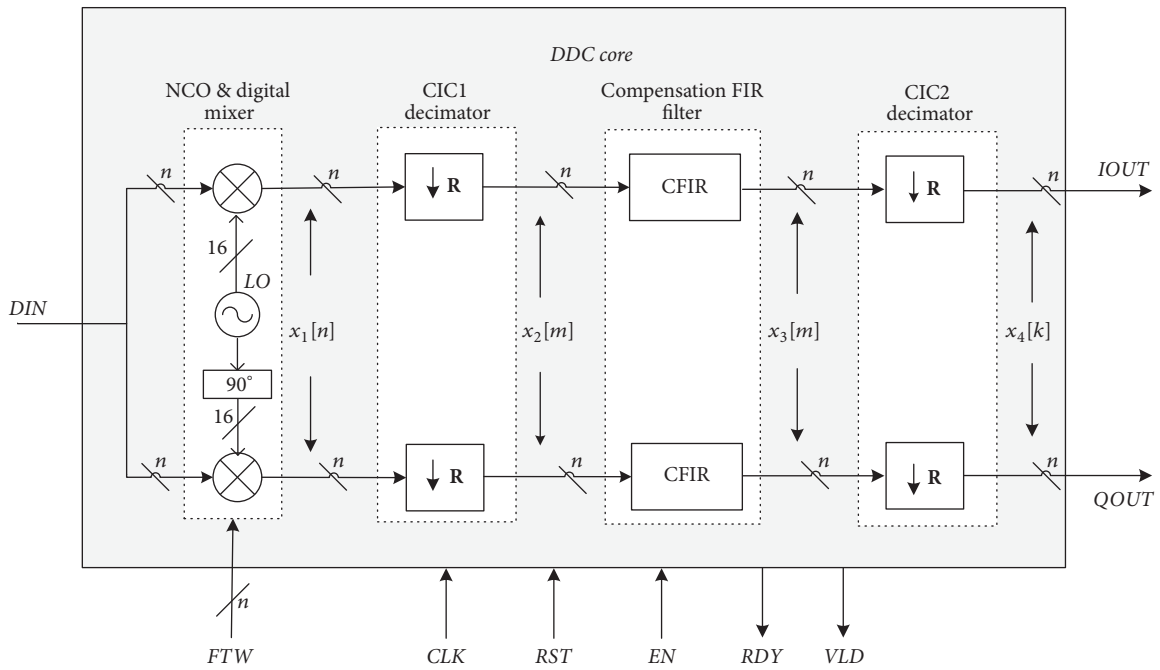 DDC core
NCO & digital
mixer
CIC1
decimator
Compensation FIR
filter
CIC2
decimator
n
n
R
n
CFIR
n
R
n
IOUT
16
LO
DIN
x1[n]
x2[m]
x3[m]
x4[k]
90°
16
n
n
R
n
CFIR
n
R
n
QOUT
n
FTW
CLK
RST
EN
RDY
VLD